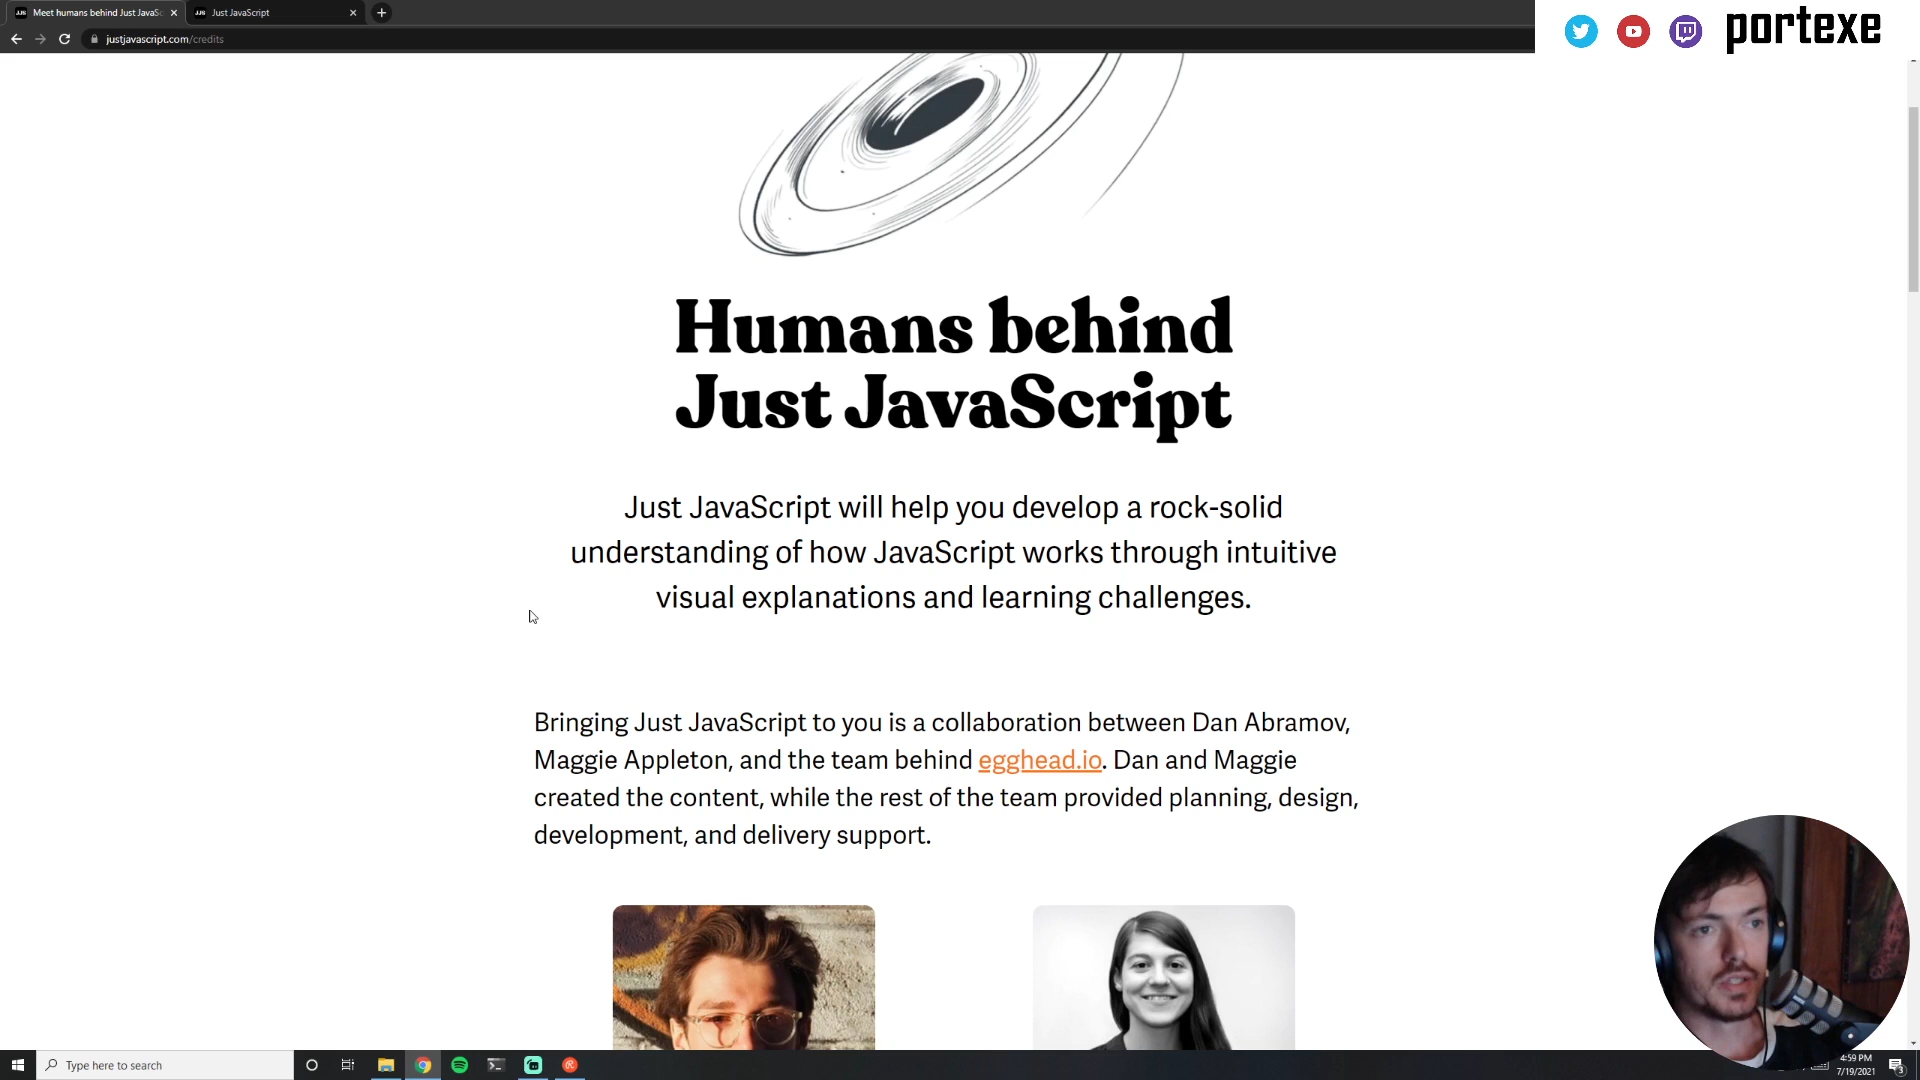 Meet humans behind Just JavaSc
Just JavaScript
justjavascript.com/credits
portexe
Humans behind
Just JavaScript
Just JavaScript will help you develop a rock-solid
understanding of how JavaScript works through intuitive
visual explanations and learning challenges.
Bringing Just JavaScript to you is a collaboration between Dan Abramov,
Maggie Appleton, and the team behind egghead.io. Dan and Maggie
created the content, while the rest of the team provided planning, design,
development, and delivery support.
Type here to search
4:59 PM
7/19/2021